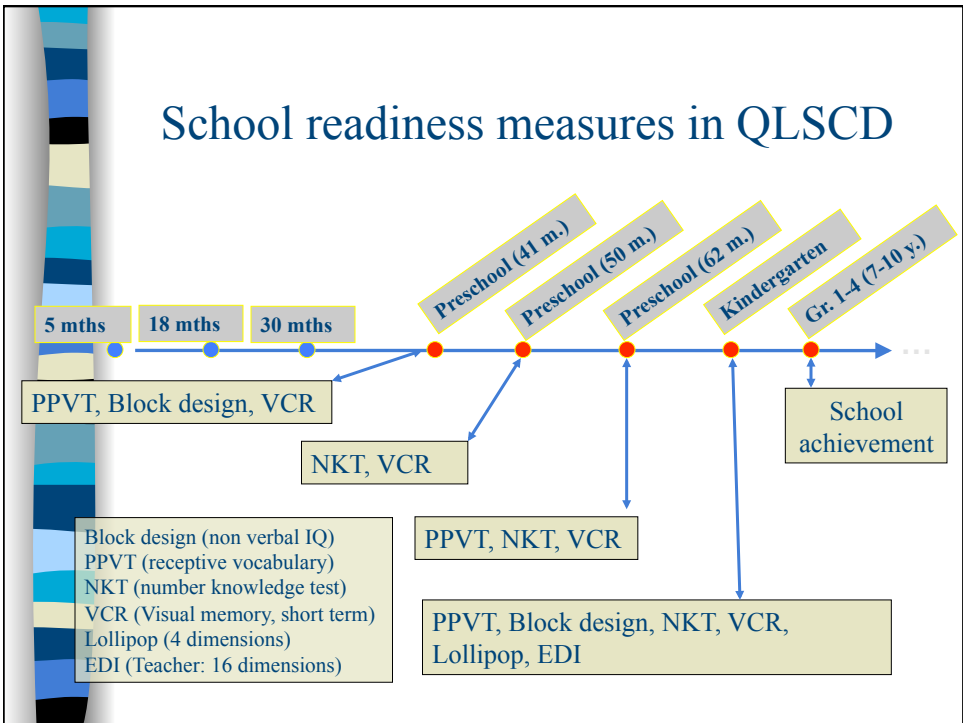 School readiness measures in QLSCD
5 mths
18 mths
30 mths
Preschool (41 m.)
Preschool (50 m.)
Preschool (62 m.)
Kindergarten
Gr. 1-4 (7-10 y.)
...
PPVT, Block design, VCR
NKT, VCR
PPVT, NKT, VCR
PPVT, Block design, NKT, VCR,
Lollipop, EDI
School
achievement
Block design (non verbal IQ)
PPVT (receptive vocabulary)
NKT (number knowledge test)
VCR (Visual memory, short term)
Lollipop (4 dimensions)
EDI (Teacher: 16 dimensions)